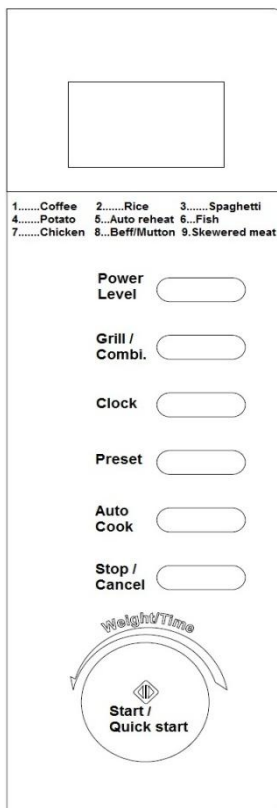 1.......Coffee 2.....Rice 3.......Spaghetti
4.......Potato 5...Auto reheat 6...Fish
7.......Chicken 8...Beff/Mutton 9.Skewered meat
Power
Level
Grill /
Combi.
Clock
Preset
Auto
Cook
Stop /
Cancel
Weight/Time
Start /
Quick start